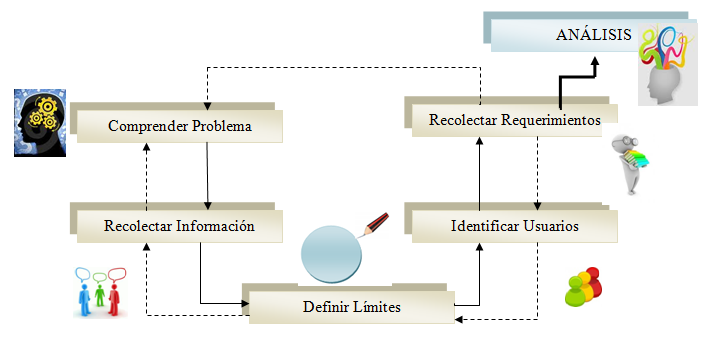 ANÁLISIS
Comprender Problema
Recolectar Requerimientos
Recolectar Información
Identificar Usuarios
Definir Límites